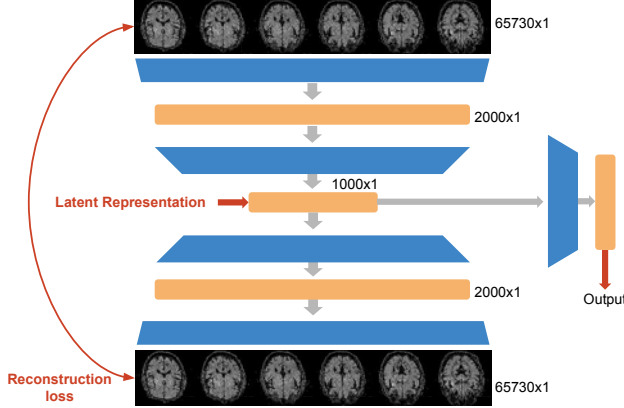 65730x1
2000x1
1000x1
Latent Representation
2000x1
Output
Reconstruction
loss
65730x1